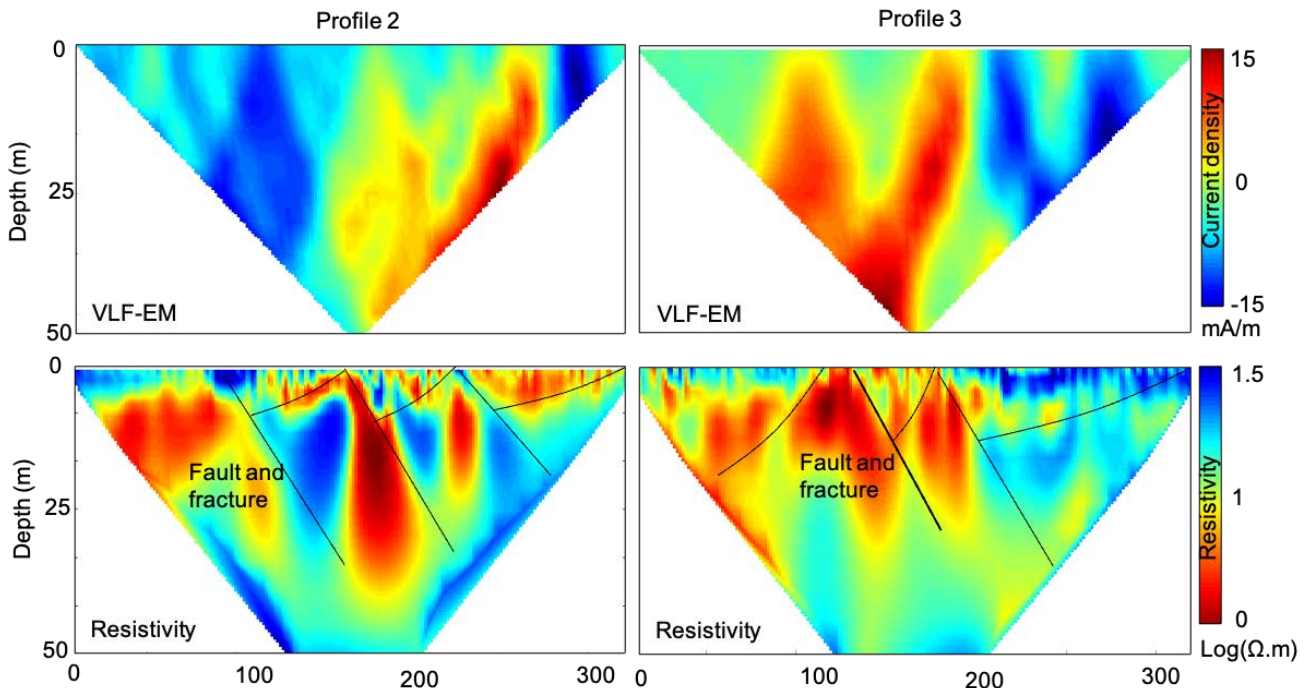 Profile 2
Profile 3
0
25
50
Depth (m)
VLF-EM
VLF-EM
15
0
-15
Current density
mA/m
0
25
50
Depth (m)
Fault and
fracture
Resistivity
Fault and
fracture
Resistivity
1.5
1
0
Resistivity
Log(Ω.m)
0
100
200
300
0
100
200
300